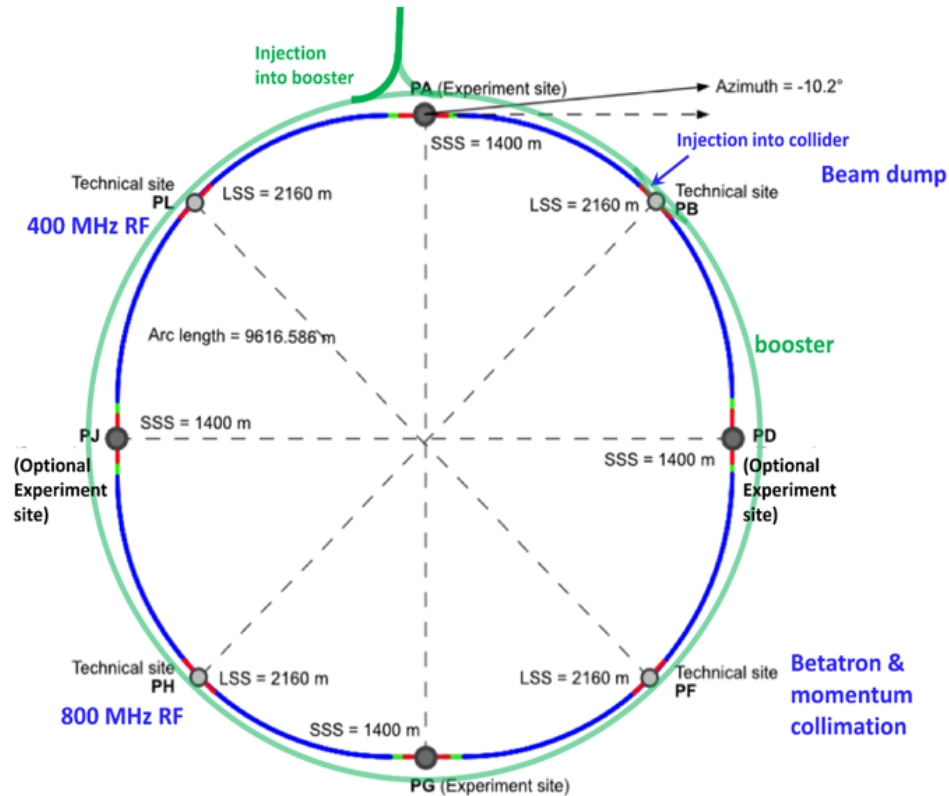 Injection
into booster
PA (Experiment site)
Azimuth = -10.2°
SSS = 1400 m
Injection into collider
Beam dump
Technical site
PL
LSS = 2160 m
400 MHz RF
LSS = 2160 m
Technical site
PB
Arc length = 9616.586 m
booster
SSS = 1400 m
PJ
(Optional
Experiment
site)
SSS = 1400 m
PD
(Optional
Experiment
site)
Technical site
PH
LSS = 2160 m
800 MHz RF
LSS = 2160 m
Technical site
PF
Betatron &
momentum
collimation
SSS = 1400 m
PG (Experiment site)